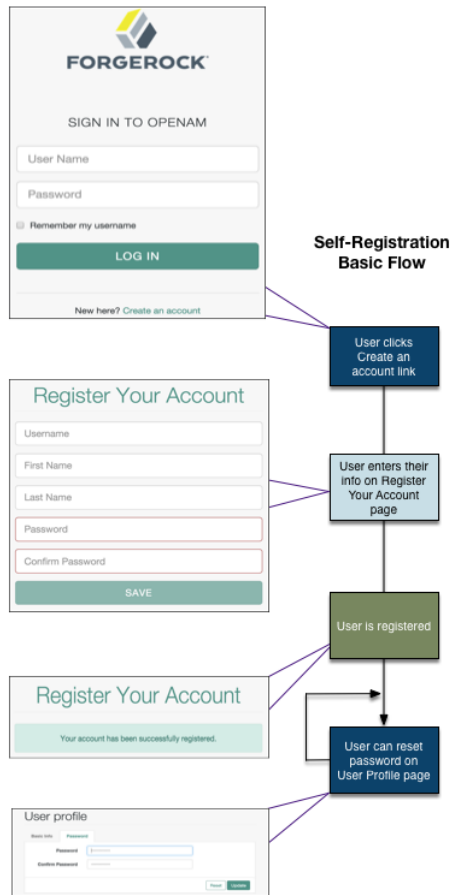 FORGEROCK
SIGN IN TO OPENAM
User Name
Password
Remember my username
LOG IN
New here? Create an account
Self-Registration
Basic Flow
User clicks
Create an
account link
Register Your Account
Username
First Name
Last Name
Password
Confirm Password
SAVE
User enters their
info on Register
Your Account
page
User is registered
Register Your Account
Your account has been successfully registered.
User can reset
password on
User Profile page
User profile
Basic Info Password
Password
Confirm Password
Reset Update